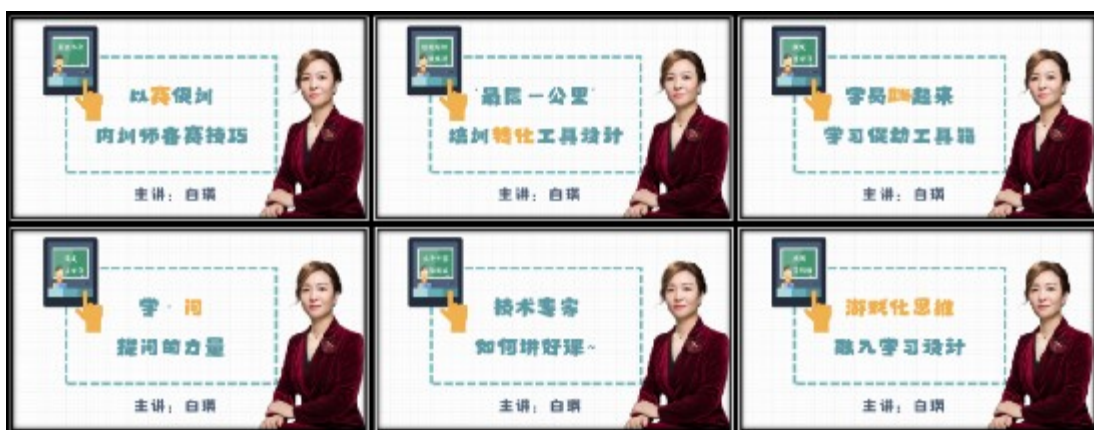 以赛促训
内训师备赛技巧
主讲：白琪
"最后一公里"
培训转化工具设计
主讲：白琪
学员起来
学习促动工具箱
主讲：白琪
学·问
提问的力量
主讲：白琪
技术专家
如何讲好课~
主讲：白琪
游戏化思维
融入学习设计
主讲：白琪